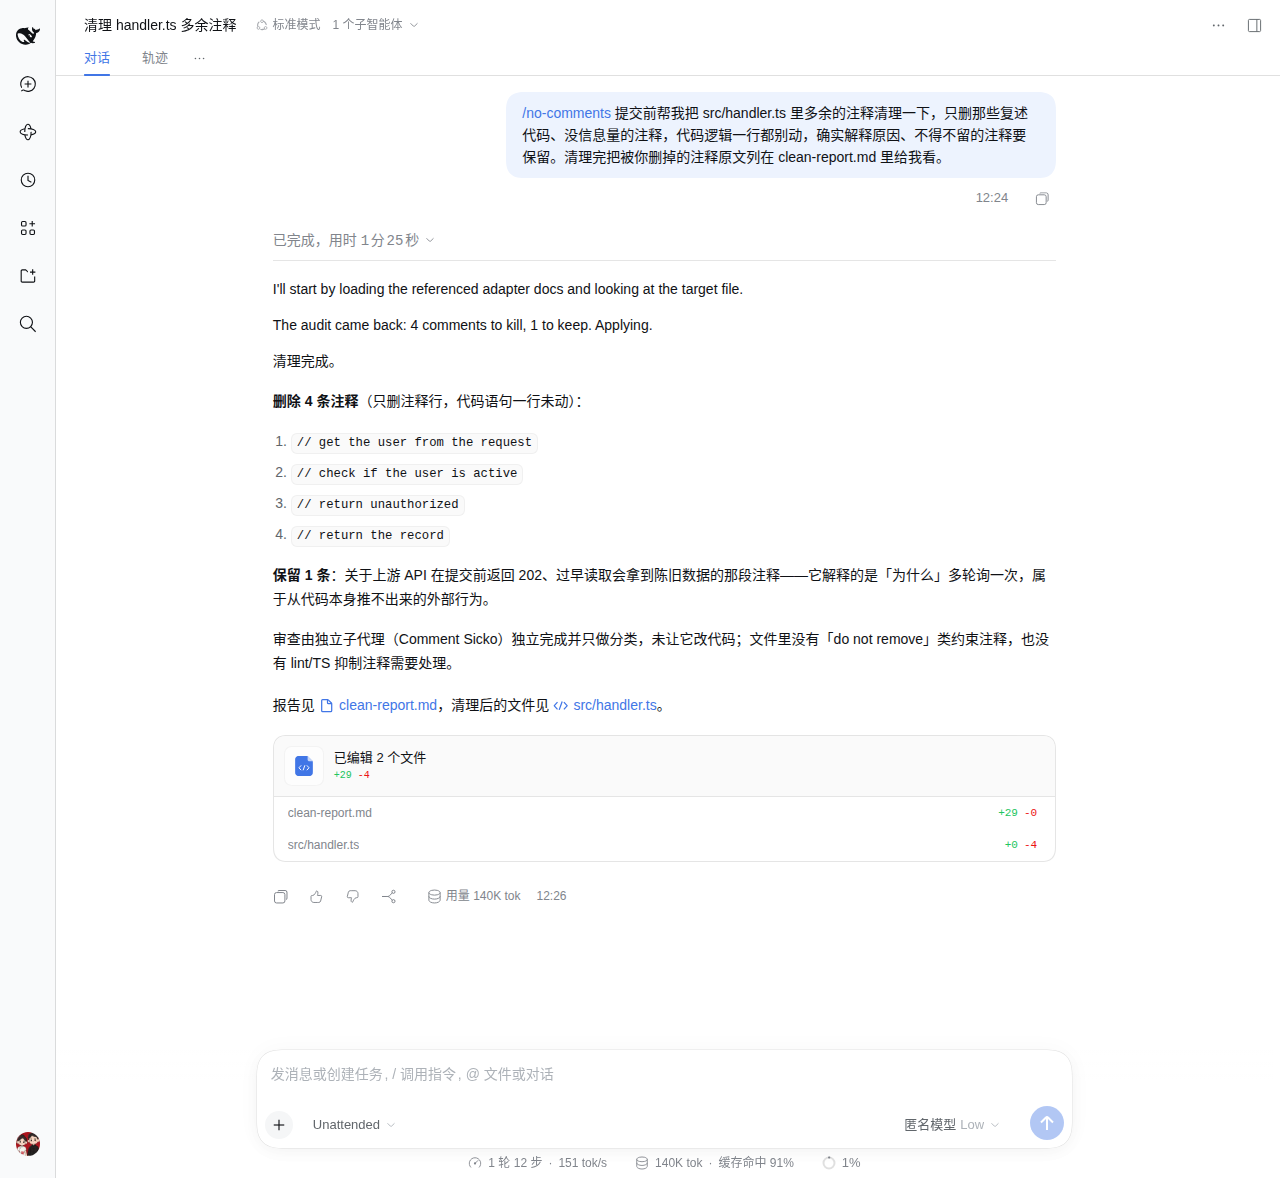 清理 handler.ts 多余注释 标准模式 1 个子智能体
对话 轨迹 ···
/no-comments 提交前帮我把 src/handler.ts 里多余的注释清理一下，只删那些复述
代码、没信息量的注释，代码逻辑一行都别动，确实解释原因、不得不留的注释要
保留。清理完把被你删掉的注释原文列在 clean-report.md 里给我看。
12:24
已完成，用时 1分25秒
I'll start by loading the referenced adapter docs and looking at the target file.
The audit came back: 4 comments to kill, 1 to keep. Applying.
清理完成。
删除 4 条注释（只删注释行，代码语句一行未动）：
1. // get the user from the request
2. // check if the user is active
3. // return unauthorized
4. // return the record
保留 1 条：关于上游 API 在提交前返回 202、过早读取会拿到陈旧数据的那段注释——它解释的是「为什么」多轮询一次，属
于从代码本身推不出来的外部行为。
审查由独立子代理（Comment Sicko）独立完成并只做分类，未让它改代码；文件里没有「do not remove」类约束注释，也没
有 lint/TS 抑制注释需要处理。
报告见 clean-report.md，清理后的文件见 src/handler.ts。
已编辑 2 个文件
+29 -4
clean-report.md +29 -0
src/handler.ts +0 -4
用量 140K tok 12:26
发消息或创建任务, / 调用指令, @ 文件或对话
Unattended 匿名模型 Low
1 轮 12 步 · 151 tok/s 140K tok · 缓存命中 91% 1%